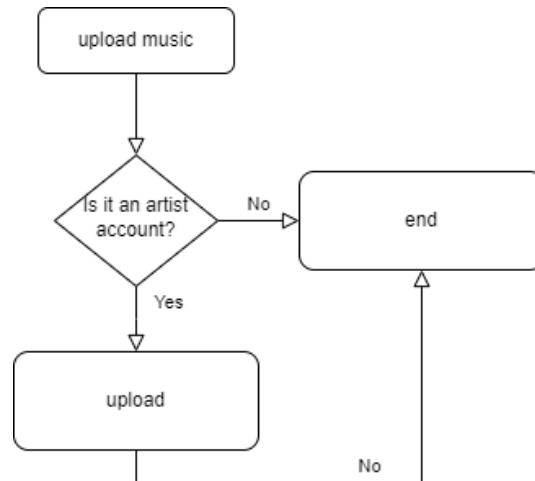 upload music
Is it an artist
account?
No
end
Yes
upload
No